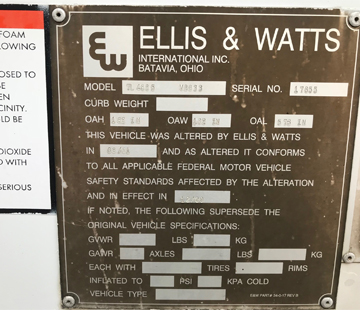 FOAM
LLOWING
OSED TO
SE
EN
CINITY.
LD BE
DIOXIDE
D WITH
SERIOUS
EW
ELLIS & WATTS
INTERNATIONAL INC.
BATAVIA, OHIO
MODEL SERIAL NO.
CURB WEIGHT
OAH OAW OAL
THIS VEHICLE WAS ALTERED BY ELLIS & WATTS
IN AND AS ALTERED IT CONFORMS
TO ALL APPLICABLE FEDERAL MOTOR VEHICLE
SAFETY STANDARDS AFFECTED BY THE ALTERATION
AND IN EFFECT IN
IF NOTED, THE FOLLOWING SUPERSEDE THE
ORIGINAL VEHICLE SPECIFICATIONS:
GVWR LBS KG
GAWR AXLES LBS KG
EACH WITH TIRES RIMS
INFLATED TO PSI KPA COLD
VEHICLE TYPE